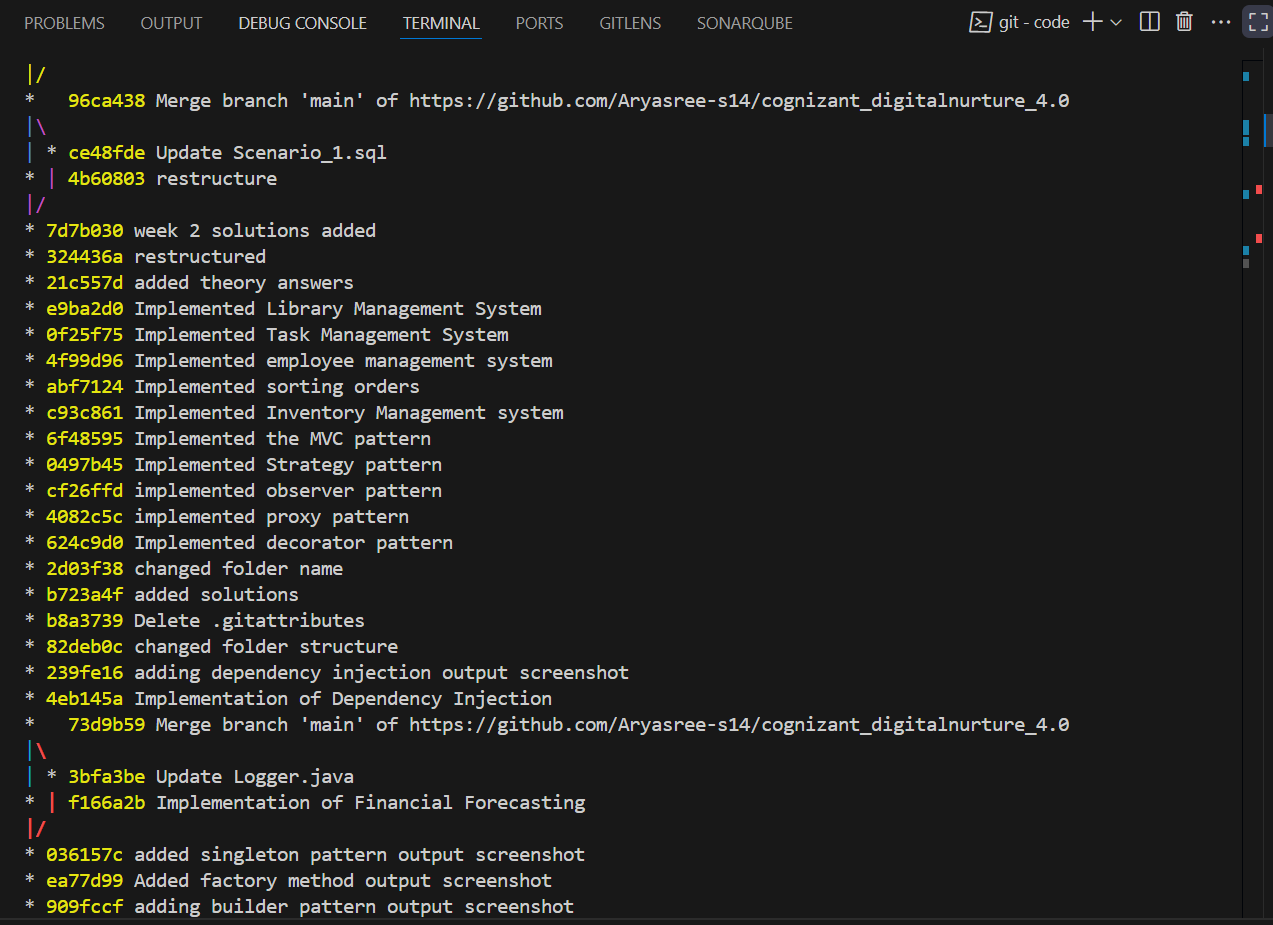 PROBLEMS OUTPUT DEBUG CONSOLE TERMINAL PORTS GITLENS SONARQUBE git - code
|/
*   96ca438 Merge branch 'main' of https://github.com/Aryasree-s14/cognizant_digitalnurture_4.0
|\
| * ce48fde Update Scenario_1.sql
* | 4b60803 restructure
|/
* 7d7b030 week 2 solutions added
* 324436a restructured
* 21c557d added theory answers
* e9ba2d0 Implemented Library Management System
* 0f25f75 Implemented Task Management System
* 4f99d96 Implemented employee management system
* abf7124 Implemented sorting orders
* c93c861 Implemented Inventory Management system
* 6f48595 Implemented the MVC pattern
* 0497b45 Implemented Strategy pattern
* cf26ffd implemented observer pattern
* 4082c5c implemented proxy pattern
* 624c9d0 Implemented decorator pattern
* 2d03f38 changed folder name
* b723a4f added solutions
* b8a3739 Delete .gitattributes
* 82deb0c changed folder structure
* 239fe16 adding dependency injection output screenshot
* 4eb145a Implementation of Dependency Injection
*   73d9b59 Merge branch 'main' of https://github.com/Aryasree-s14/cognizant_digitalnurture_4.0
|\
| * 3bfa3be Update Logger.java
* | f166a2b Implementation of Financial Forecasting
|/
* 036157c added singleton pattern output screenshot
* ea77d99 Added factory method output screenshot
* 909fccf adding builder pattern output screenshot